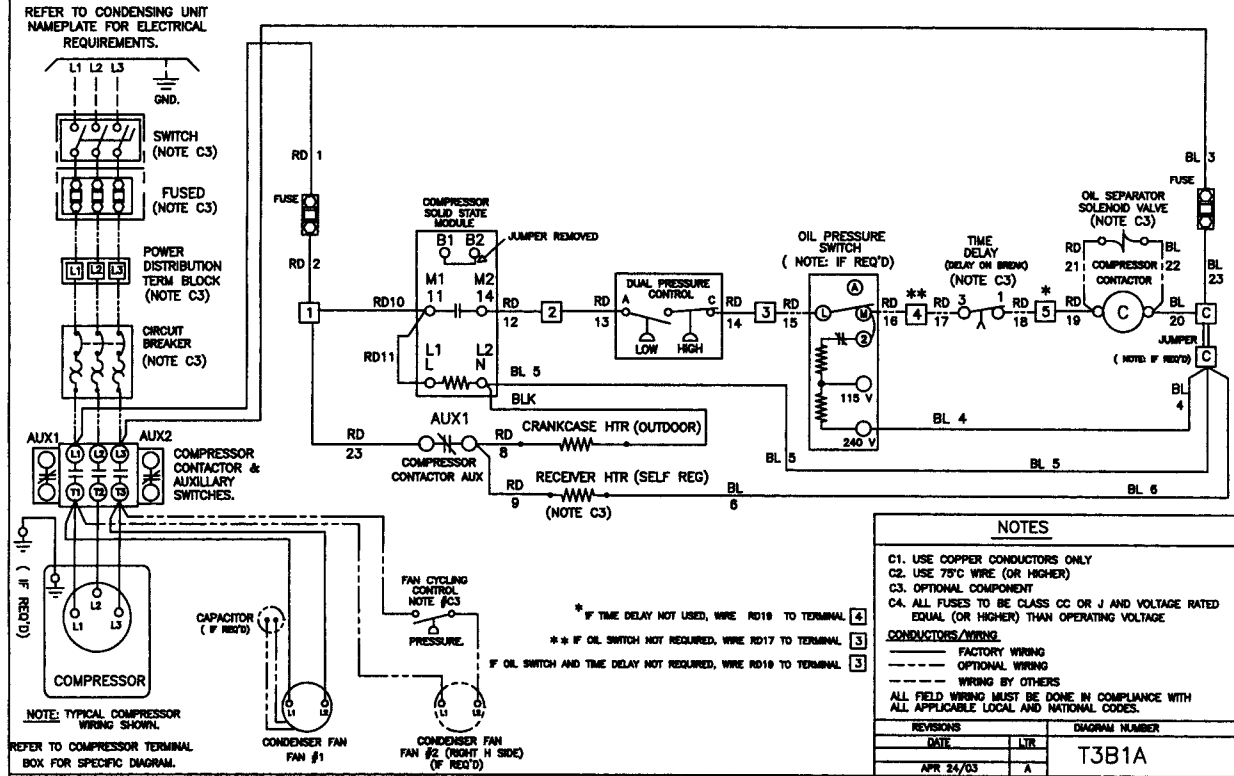 REFER TO CONDENSING UNIT
NAMEPLATE FOR ELECTRICAL
REQUIREMENTS.
L1 L2 L3
GND.
SWITCH
(NOTE C3)
FUSED
(NOTE C3)
POWER
DISTRIBUTION
TERM BLOCK
(NOTE C3)
L1 L2 L3
CIRCUIT
BREAKER
(NOTE C3)
AUX1
AUX2
L1 L2 L3
T1 T2 T3
COMPRESSOR
CONTACTOR &
AUXILLARY
SWITCHES.
( IF REQ'D)
L2
L1
L3
COMPRESSOR
NOTE: TYPICAL COMPRESSOR
WIRING SHOWN.
REFER TO COMPRESSOR TERMINAL
BOX FOR SPECIFIC DIAGRAM.
RD 1
FUSE
RD 2
1
COMPRESSOR
SOLID STATE
MODULE
B1 B2
JUMPER REMOVED
M1 M2
11 14
RD10
RD11
L1 L2
L N
RD
12
2
RD
13
DUAL PRESSURE
CONTROL
A C
LOW HIGH
RD
14
3
RD
15
OIL PRESSURE
SWITCH
( NOTE: IF REQ'D)
A
L M
2
115 V
240 V
RD
16
**
4
RD
17
TIME
DELAY
(DELAY ON BREAK)
(NOTE C3)
3 1
RD
18
*
5
RD
19
OIL SEPARATOR
SOLENOID VALVE
(NOTE C3)
RD
21
BL
22
COMPRESSOR
CONTACTOR
C
BL
20
BL 3
FUSE
BL
23
C
JUMPER
( NOTE: IF REQ'D)
C
BL
4
BL 4
BL 5
BLK
BL 5
BL 5
RD
23
AUX1
COMPRESSOR
CONTACTOR AUX
RD
8
CRANKCASE HTR (OUTDOOR)
RD
9
RECEIVER HTR (SELF REG)
(NOTE C3)
BL
6
BL 6
FAN CYCLING
CONTROL
NOTE #C3
PRESSURE.
CAPACITOR
( IF REQ'D)
L1 L2
CONDENSER FAN
FAN #1
L1 L2
CONDENSER FAN
FAN #2 (RIGHT H SIDE)
(IF REQ'D)
* IF TIME DELAY NOT USED, WIRE RD19 TO TERMINAL 4
** IF OIL SWITCH NOT REQUIRED, WIRE RD17 TO TERMINAL 3
IF OIL SWITCH AND TIME DELAY NOT REQUIRED, WIRE RD19 TO TERMINAL 3
NOTES
C1. USE COPPER CONDUCTORS ONLY
C2. USE 75°C WIRE (OR HIGHER)
C3. OPTIONAL COMPONENT
C4. ALL FUSES TO BE CLASS CC OR J AND VOLTAGE RATED
EQUAL (OR HIGHER) THAN OPERATING VOLTAGE
CONDUCTORS/WIRING
FACTORY WIRING
OPTIONAL WIRING
WIRING BY OTHERS
ALL FIELD WIRING MUST BE DONE IN COMPLIANCE WITH
ALL APPLICABLE LOCAL AND NATIONAL CODES.
REVISIONS
DATE LTR
APR 24/03 A
DIAGRAM NUMBER
T3B1A